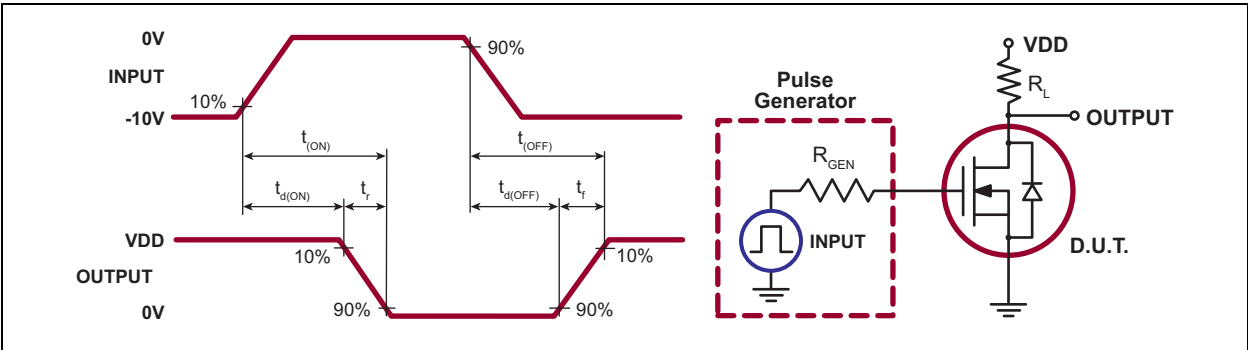 0V
INPUT
-10V
10%
90%
t(ON)
t(OFF)
td(ON)
tr
td(OFF)
tf
VDD
OUTPUT
0V
10%
90%
10%
90%
Pulse
Generator
RGEN
INPUT
VDD
RL
OUTPUT
D.U.T.